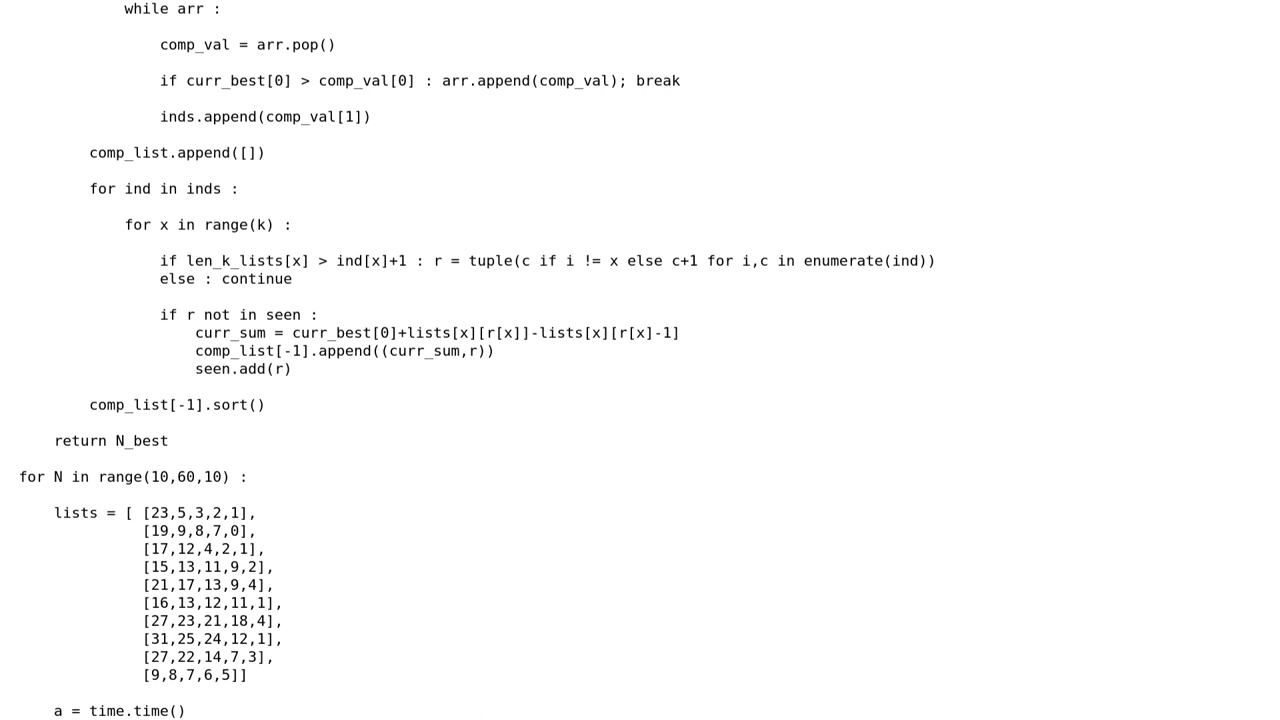 while arr :
                comp_val = arr.pop()
                if curr_best[0] > comp_val[0] : arr.append(comp_val); break
                inds.append(comp_val[1])
        comp_list.append([])
        for ind in inds :
            for x in range(k) :
                if len_k_lists[x] > ind[x]+1 : r = tuple(c if i != x else c+1 for i,c in enumerate(ind))
                else : continue
                if r not in seen :
                    curr_sum = curr_best[0]+lists[x][r[x]]-lists[x][r[x]-1]
                    comp_list[-1].append((curr_sum,r))
                    seen.add(r)
        comp_list[-1].sort()
    return N_best
for N in range(10,60,10) :
    lists = [ [23,5,3,2,1],
              [19,9,8,7,0],
              [17,12,4,2,1],
              [15,13,11,9,2],
              [21,17,13,9,4],
              [16,13,12,11,1],
              [27,23,21,18,4],
              [31,25,24,12,1],
              [27,22,14,7,3],
              [9,8,7,6,5]]
    a = time.time()